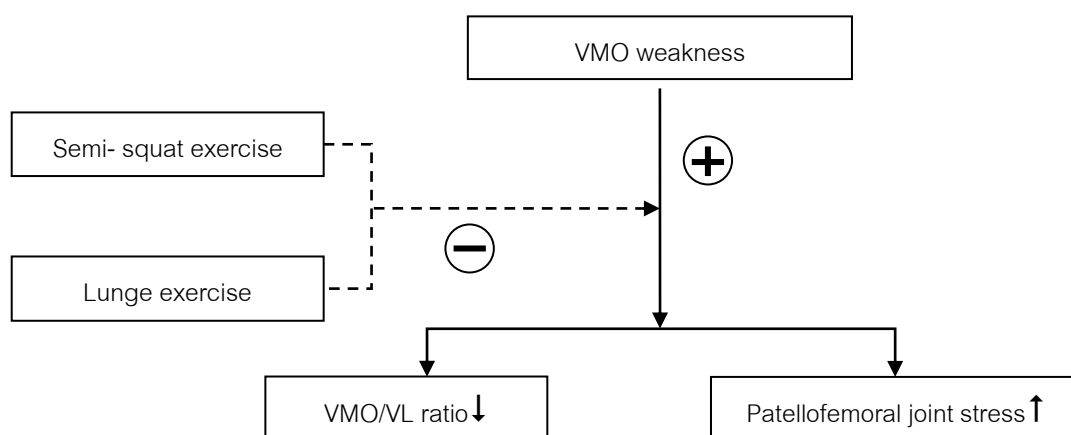 VMO weakness
Semi- squat exercise
+
−
Lunge exercise
VMO/VL ratio↓
Patellofemoral joint stress↑